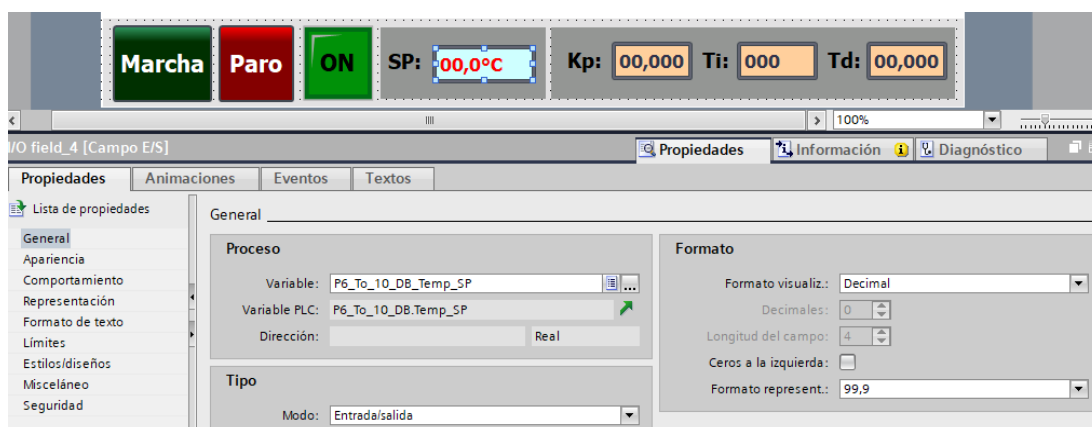 Marcha Paro ON SP: 00,0ºC Kp: 00,000 Ti: 000 Td: 00,000
100%
I/O field_4 [Campo E/S] Propiedades Información Diagnóstico
Propiedades Animaciones Eventos Textos
Lista de propiedades
General
Apariencia
Comportamiento
Representación
Formato de texto
Límites
Estilos/diseños
Misceláneo
Seguridad
General
Proceso
Variable: P6_To_10_DB_Temp_SP ...
Variable PLC: P6_To_10_DB.Temp_SP
Dirección: Real
Tipo
Modo: Entrada/salida
Formato
Formato visualiz.: Decimal
Decimales: 0
Longitud del campo: 4
Ceros a la izquierda:
Formato represent.: 99,9